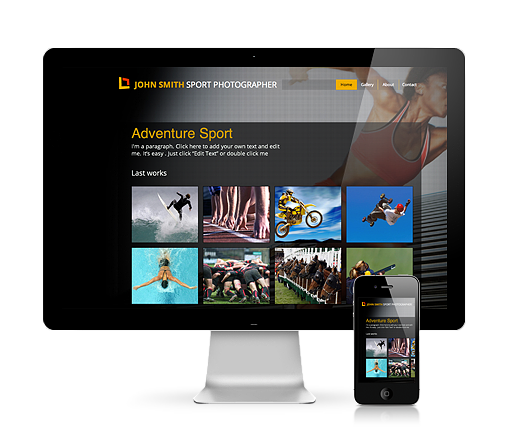 JOHN SMITH SPORT PHOTOGRAPHER
Home Gallery About Contact
Adventure Sport
I'm a paragraph. Click here to add your own text and edit
me. It's easy . Just click "Edit Text" or double click me
Last works
JOHN SMITH SPORT PHOTOGRAPHER
Adventure Sport